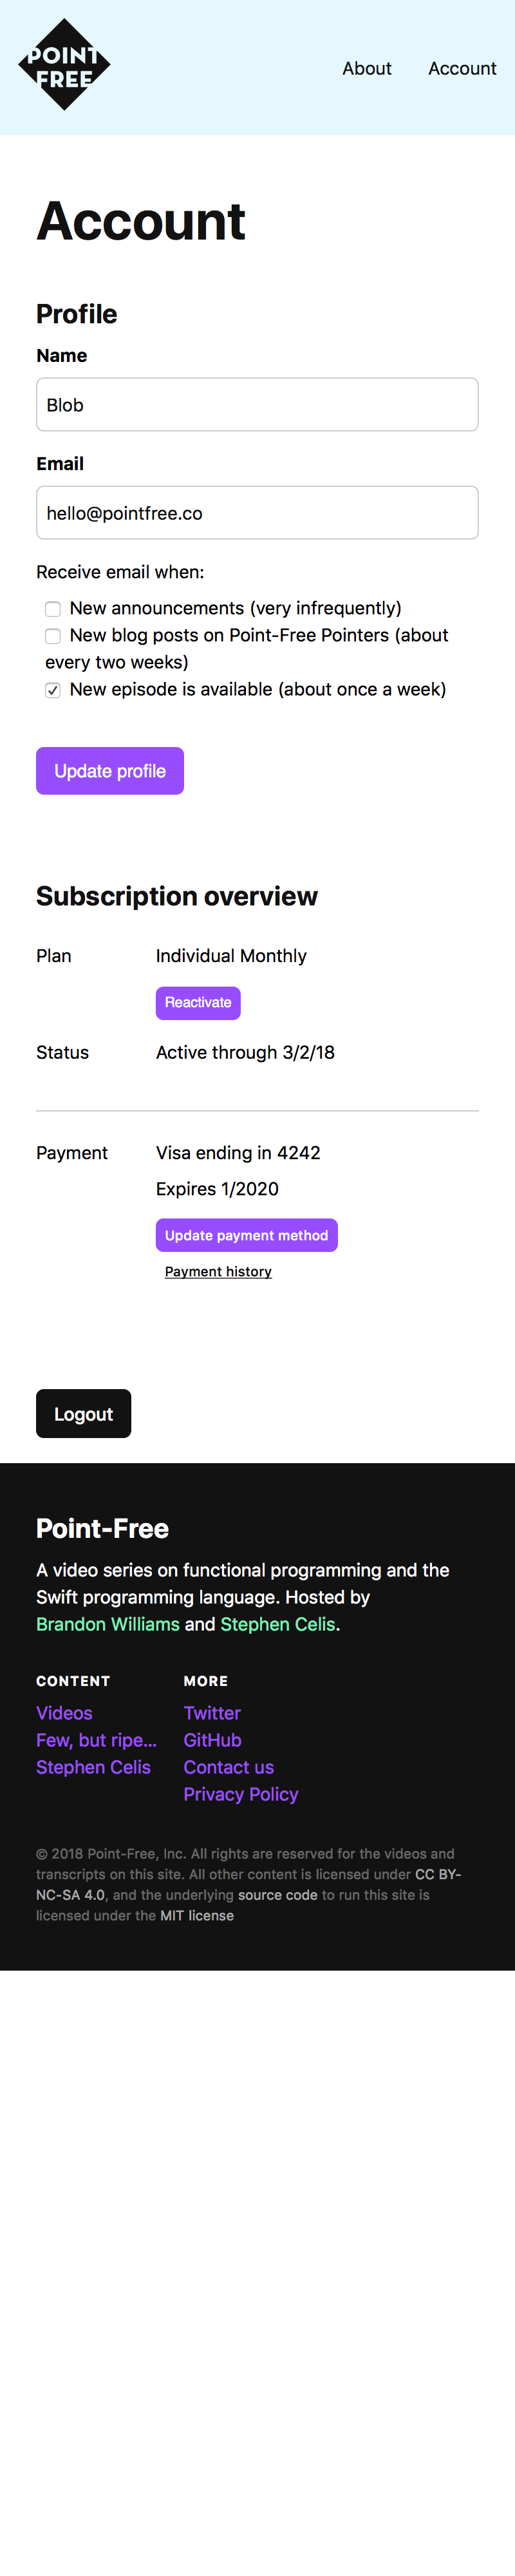 POINT
FREE
About Account
Account
Profile
Name
Blob
Email
hello@pointfree.co
Receive email when:
New announcements (very infrequently)
New blog posts on Point-Free Pointers (about
every two weeks)
New episode is available (about once a week)
Update profile
Subscription overview
Plan Individual Monthly
Reactivate
Status Active through 3/2/18
Payment Visa ending in 4242
Expires 1/2020
Update payment method
Payment history
Logout
Point-Free
A video series on functional programming and the
Swift programming language. Hosted by
Brandon Williams and Stephen Celis.
CONTENT
Videos
Few, but ripe...
Stephen Celis
MORE
Twitter
GitHub
Contact us
Privacy Policy
© 2018 Point-Free, Inc. All rights are reserved for the videos and
transcripts on this site. All other content is licensed under CC BY-
NC-SA 4.0, and the underlying source code to run this site is
licensed under the MIT license